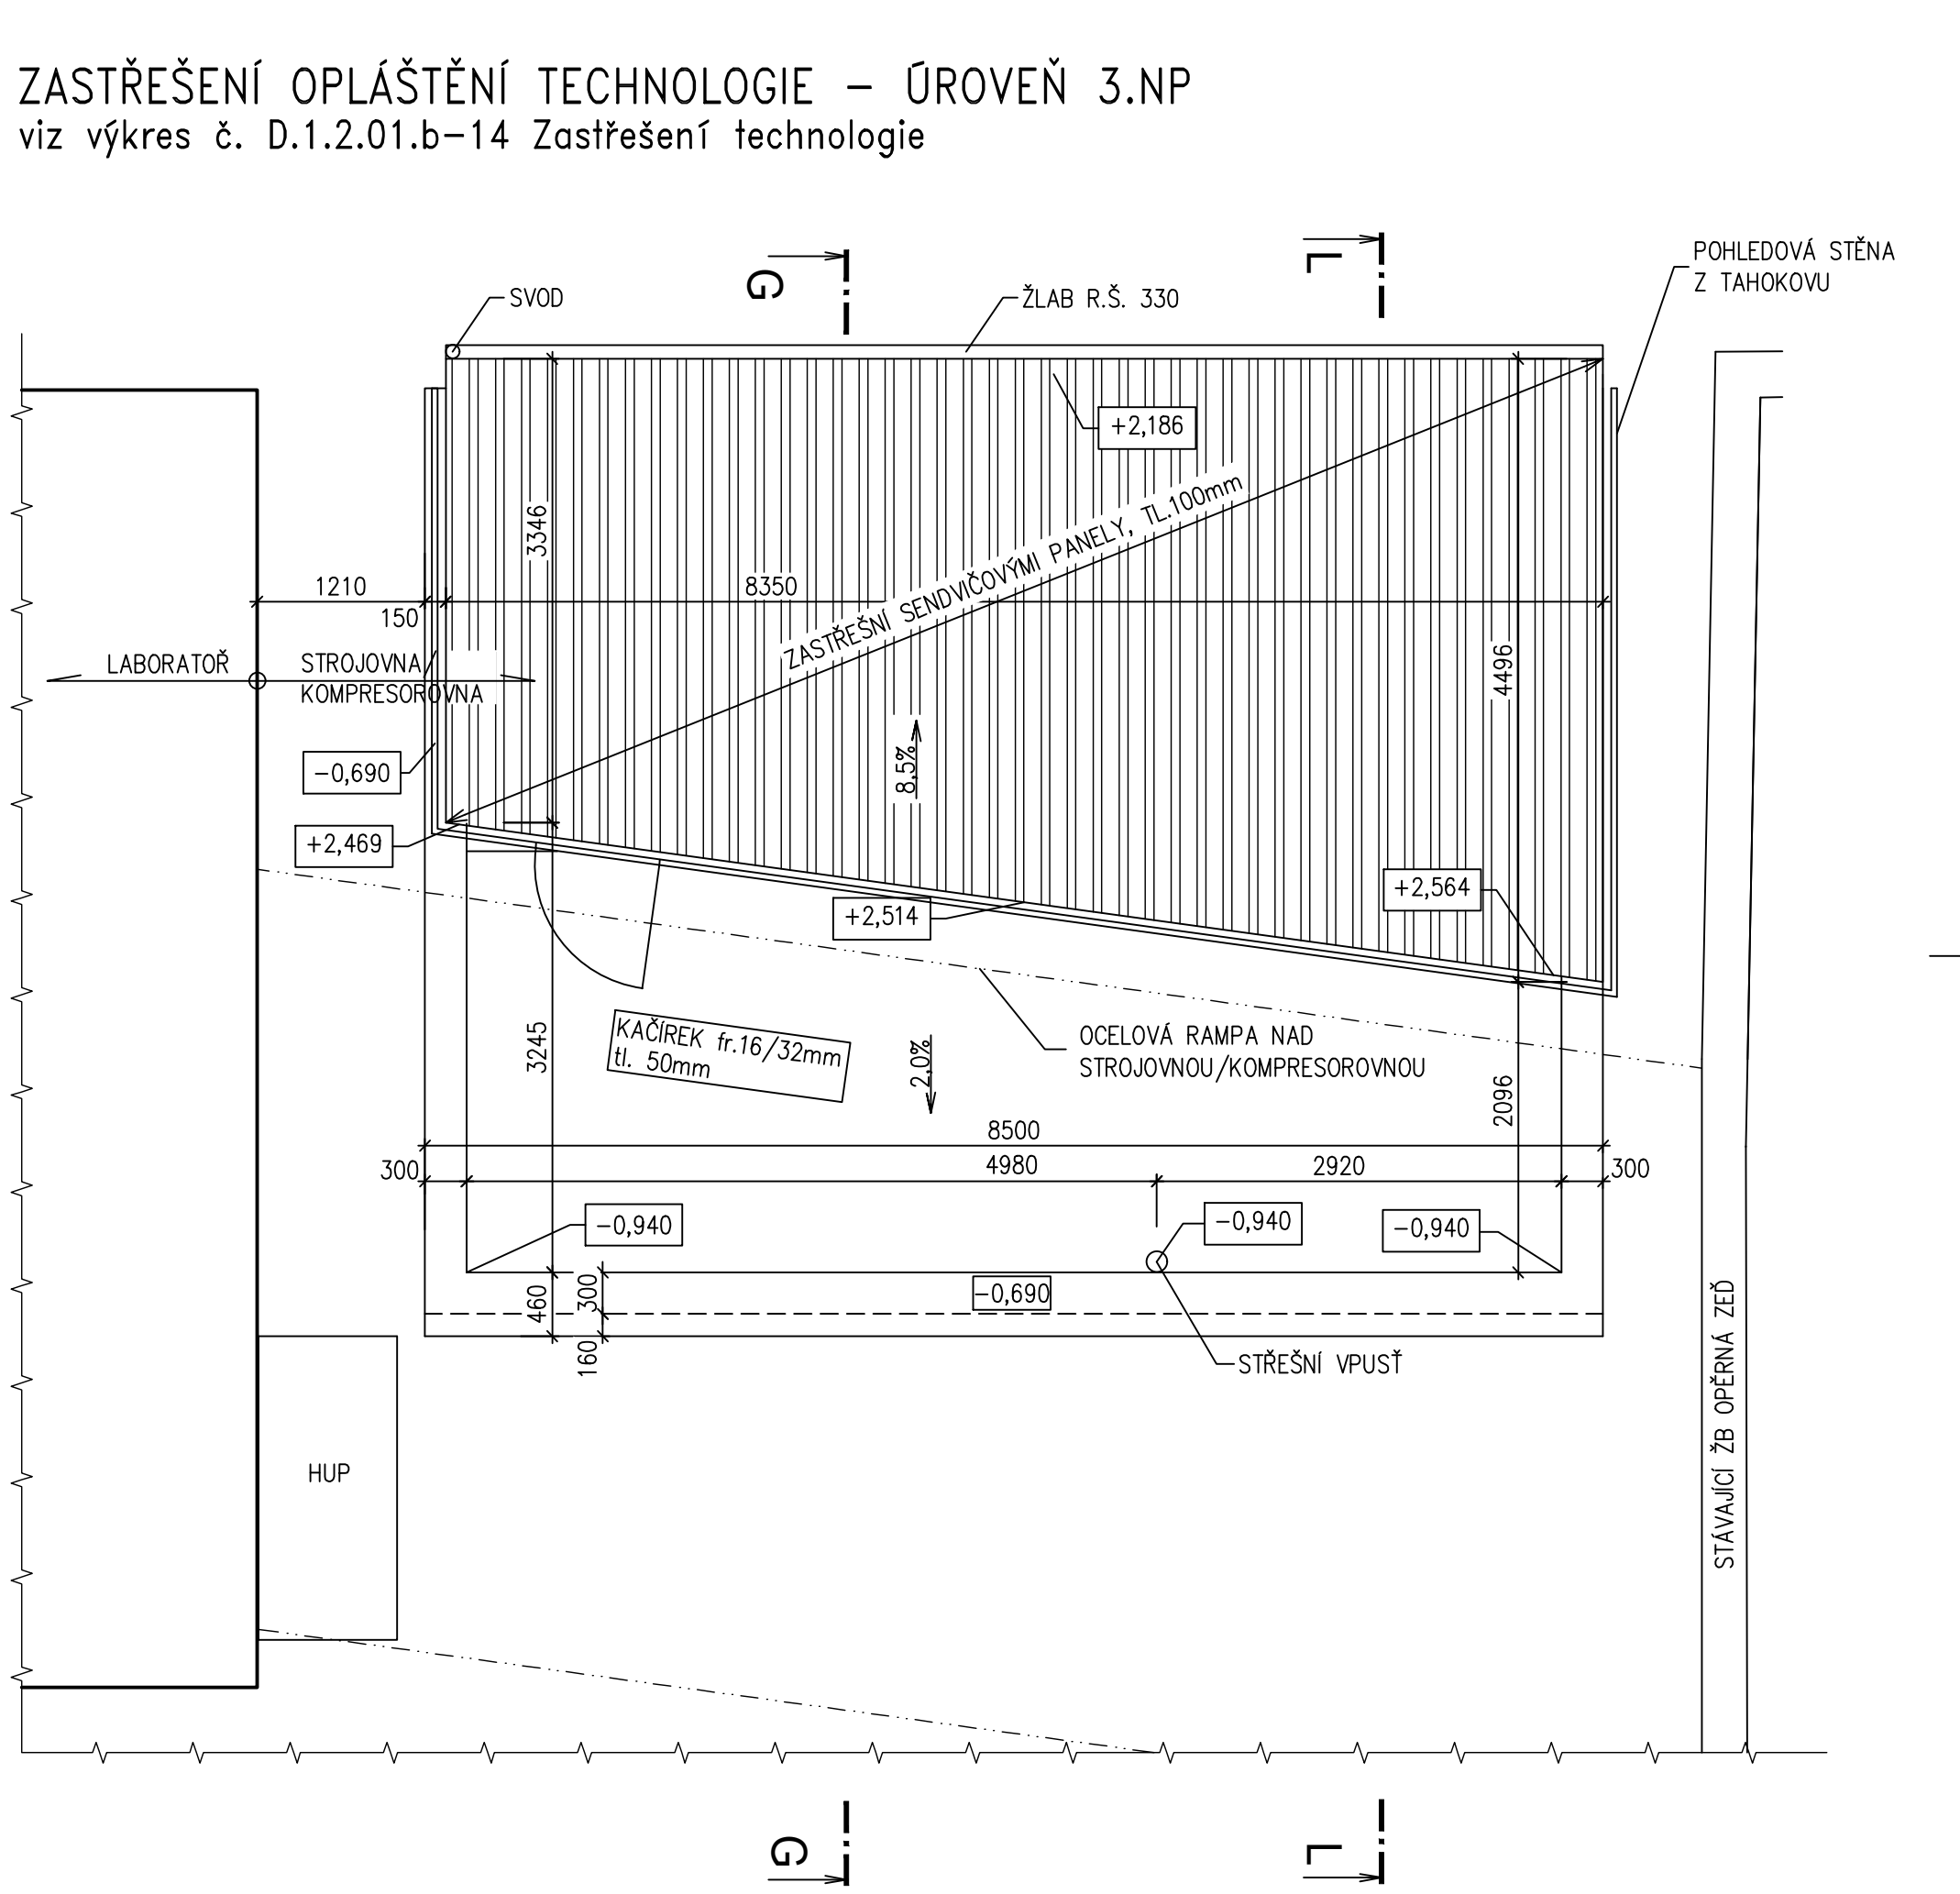 ZASTŘEŠENÍ OPLÁŠTĚNÍ TECHNOLOGIE – ÚROVEŇ 3.NP
viz výkres č. D.1.2.01.b–14 Zastřešení technologie
POHLEDOVÁ STĚNA
Z TAHOKOVU
G
L
SVOD
ŽLAB R.Š. 330
+2,186
ZASTŘEŠNÍ SENDVIČOVÝMI PANELY, TL.100mm
3346
1210
150
8350
4496
LABORATOŘ
STROJOVNA
KOMPRESOROVNA
8,5%
–0,690
+2,469
+2,514
+2,564
KAČÍREK fr.16/32mm
tl. 50mm
3245
2,0%
OCELOVÁ RAMPA NAD
STROJOVNOU/KOMPRESOROVNOU
2096
8500
300
4980
2920
300
–0,940
–0,940
–0,940
460
300
–0,690
160
STŘEŠNÍ VPUSŤ
STÁVAJÍCÍ ŽB OPĚRNÁ ZEĎ
HUP
G
L